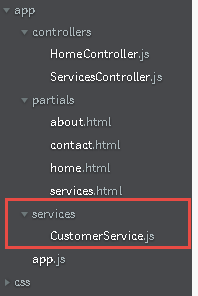 app
controllers
HomeController.js
ServicesController.js
partials
about.html
contact.html
home.html
services.html
services
CustomerService.js
app.js
css